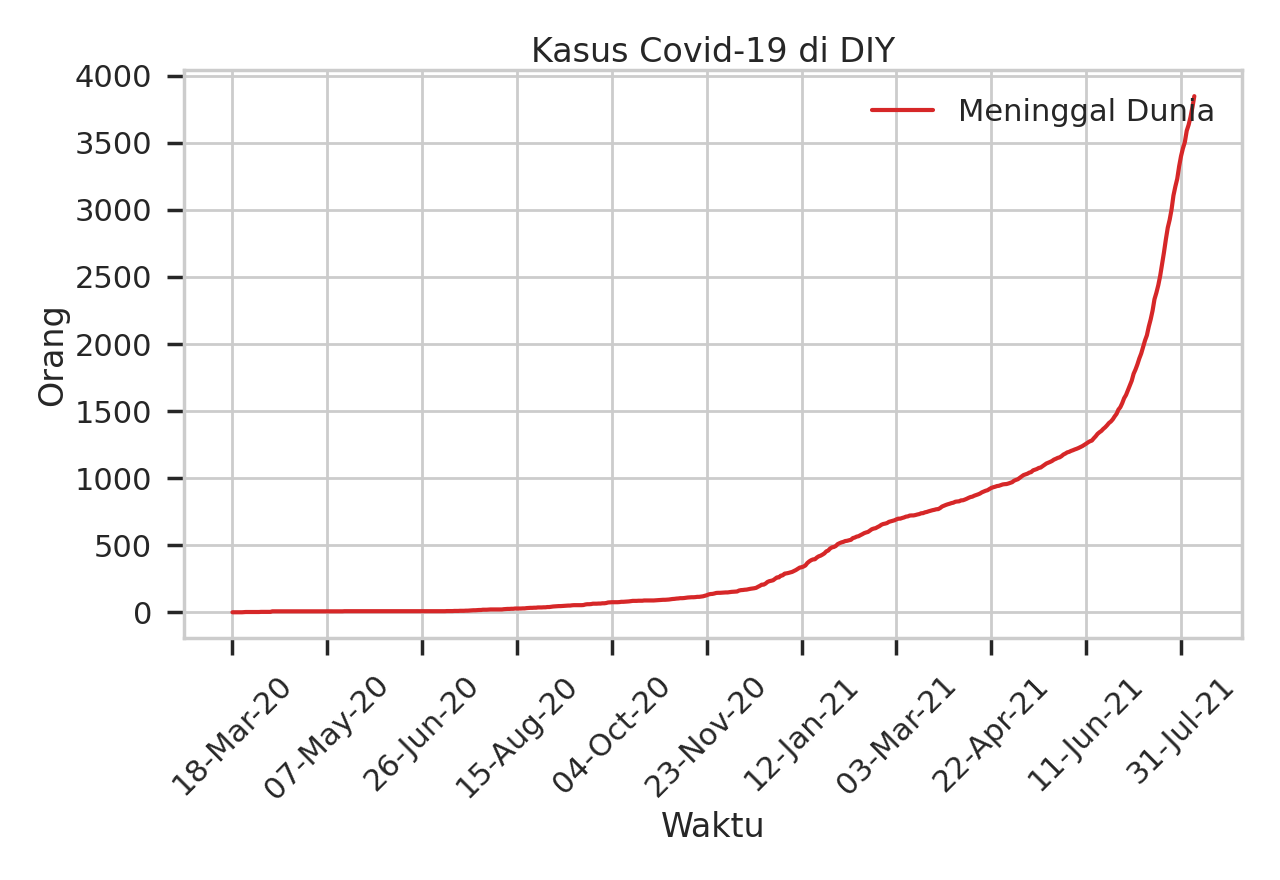 Kasus Covid-19 di DIY
Meninggal Dunia
Orang
4000
3500
3000
2500
2000
1500
1000
500
0
18-Mar-20
07-May-20
26-Jun-20
15-Aug-20
04-Oct-20
23-Nov-20
12-Jan-21
03-Mar-21
22-Apr-21
11-Jun-21
31-Jul-21
Waktu